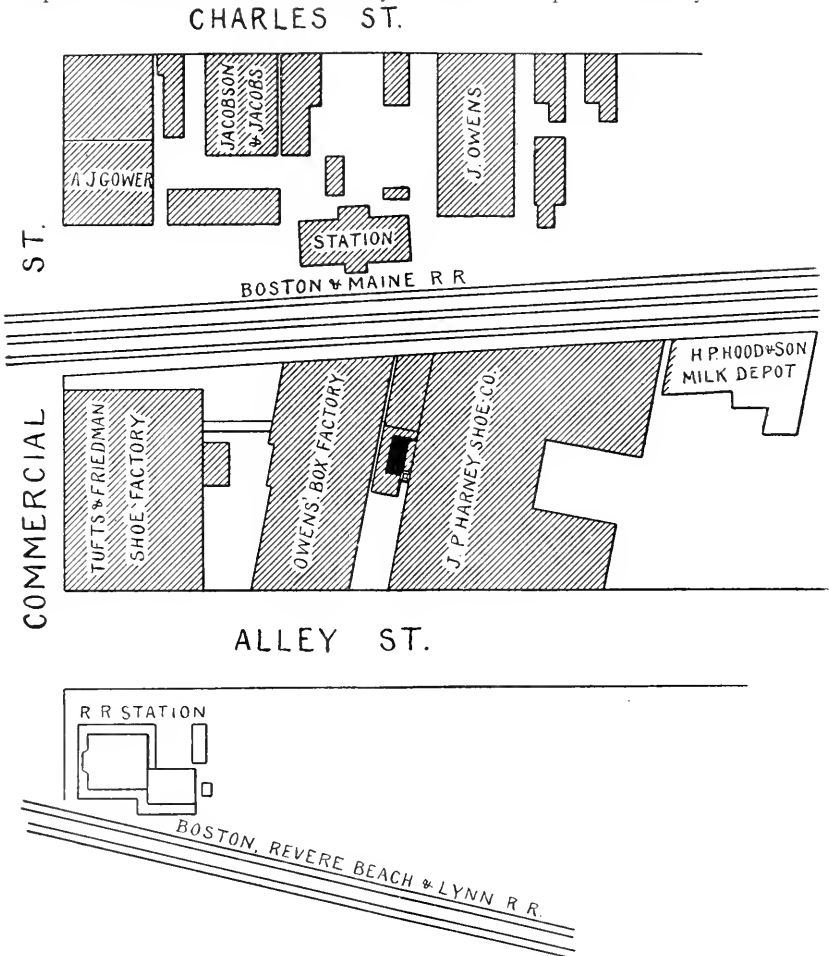 CHARLES ST.
JACOBSON
& JACOBS
J. OWENS
A J GOWER
STATION
BOSTON & MAINE R R
COMMERCIAL ST.
H.P. HOOD & SON
MILK DEPOT
TUFTS & FRIEDMAN
SHOE FACTORY
OWENS' BOX FACTORY
J. P. HARNEY SHOE CO.
ALLEY ST.
R R STATION
BOSTON, REVERE BEACH & LYNN R R.